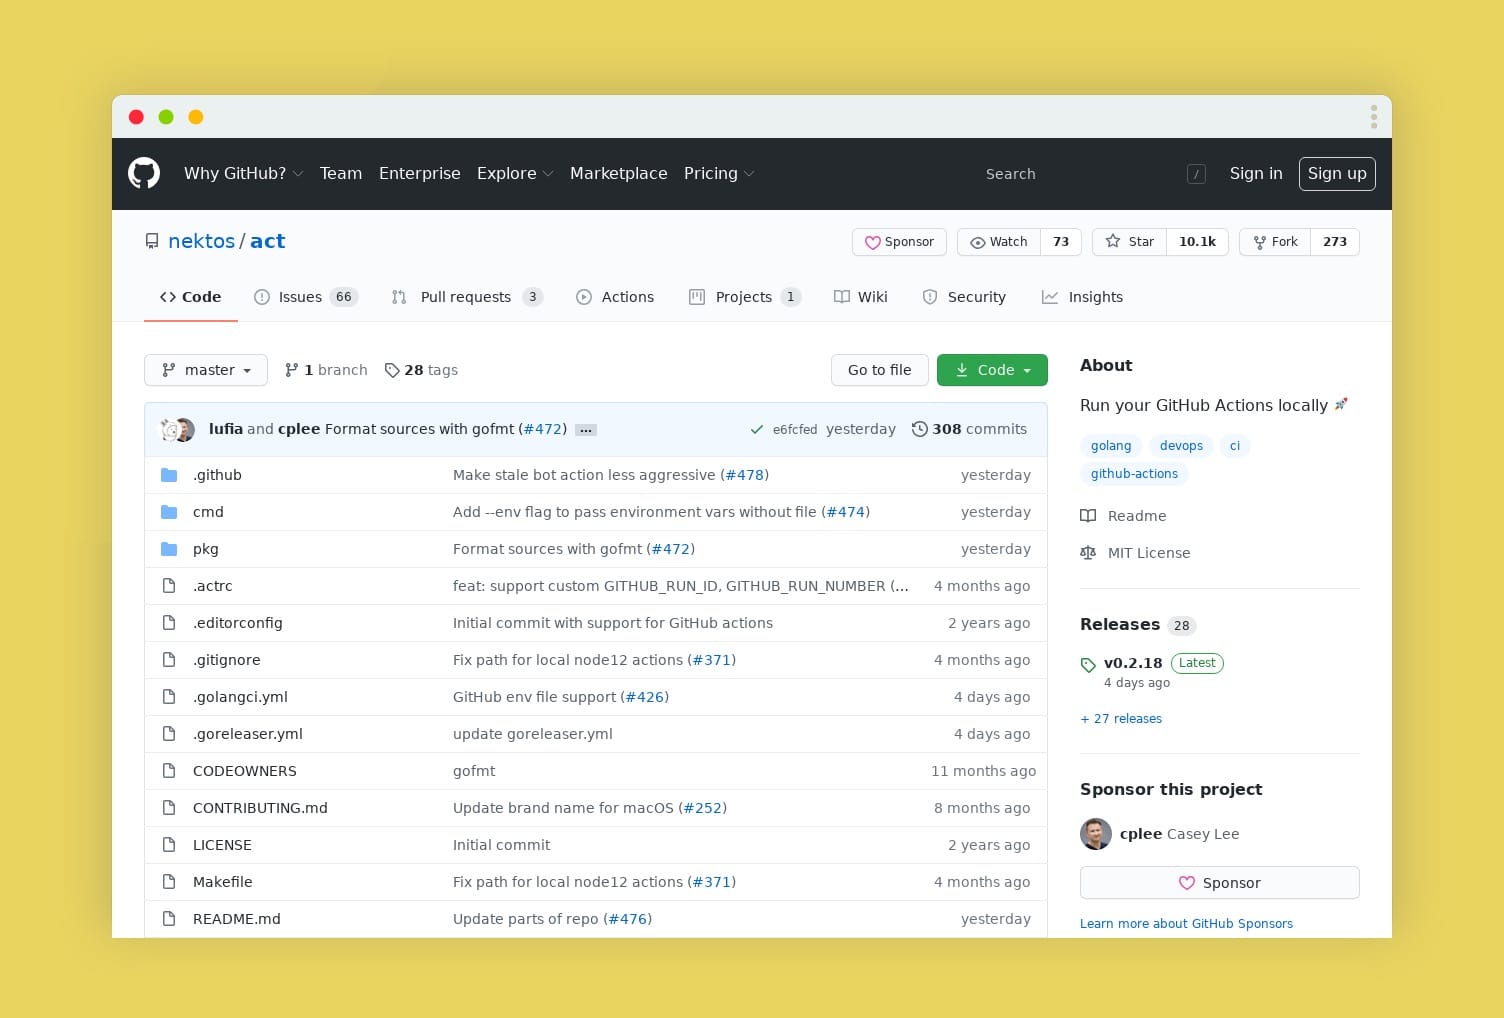 Why GitHub? Team Enterprise Explore Marketplace Pricing Search / Sign in Sign up
nektos / act Sponsor Watch 73 Star 10.1k Fork 273
Code Issues 66 Pull requests 3 Actions Projects 1 Wiki Security Insights
master 1 branch 28 tags Go to file Code
lufia and cplee Format sources with gofmt (#472) … e6fcfed yesterday 308 commits
.github Make stale bot action less aggressive (#478) yesterday
cmd Add --env flag to pass environment vars without file (#474) yesterday
pkg Format sources with gofmt (#472) yesterday
.actrc feat: support custom GITHUB_RUN_ID, GITHUB_RUN_NUMBER (… 4 months ago
.editorconfig Initial commit with support for GitHub actions 2 years ago
.gitignore Fix path for local node12 actions (#371) 4 months ago
.golangci.yml GitHub env file support (#426) 4 days ago
.goreleaser.yml update goreleaser.yml 4 days ago
CODEOWNERS gofmt 11 months ago
CONTRIBUTING.md Update brand name for macOS (#252) 8 months ago
LICENSE Initial commit 2 years ago
Makefile Fix path for local node12 actions (#371) 4 months ago
README.md Update parts of repo (#476) yesterday
About
Run your GitHub Actions locally 🚀
golang devops ci
github-actions
Readme
MIT License
Releases 28
v0.2.18 Latest
4 days ago
+ 27 releases
Sponsor this project
cplee Casey Lee
Sponsor
Learn more about GitHub Sponsors